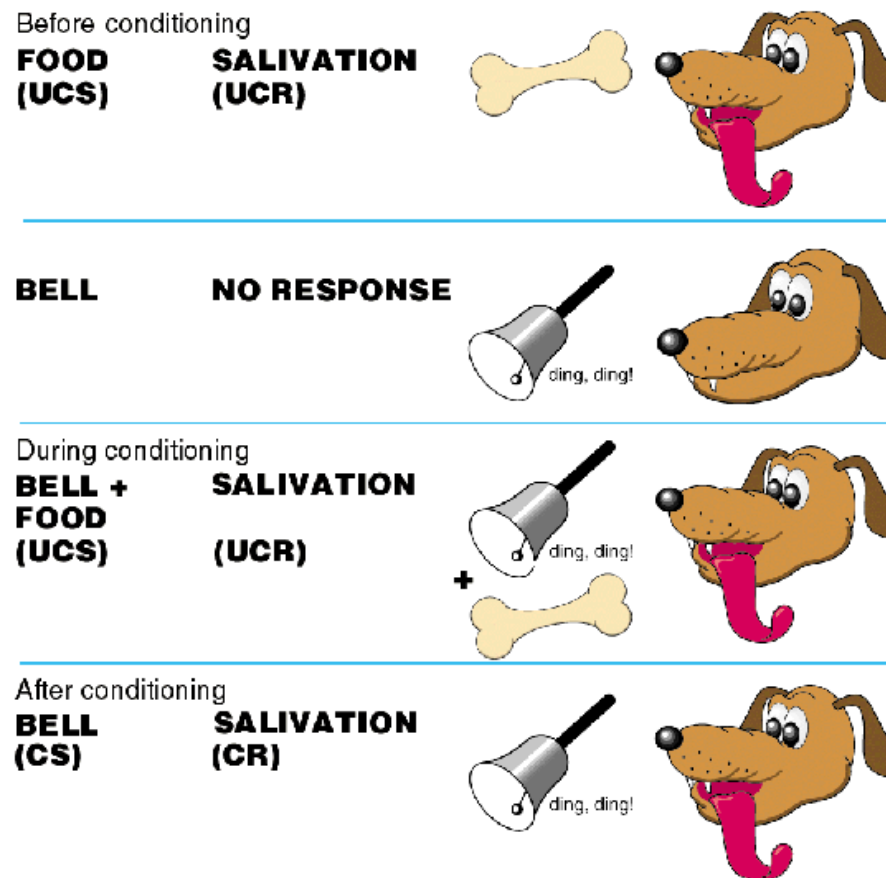 Before conditioning
FOOD SALIVATION
(UCS) (UCR)
BELL NO RESPONSE
ding, ding!
During conditioning
BELL + SALIVATION
FOOD
(UCS) (UCR)
ding, ding!
+
After conditioning
BELL SALIVATION
(CS) (CR)
ding, ding!